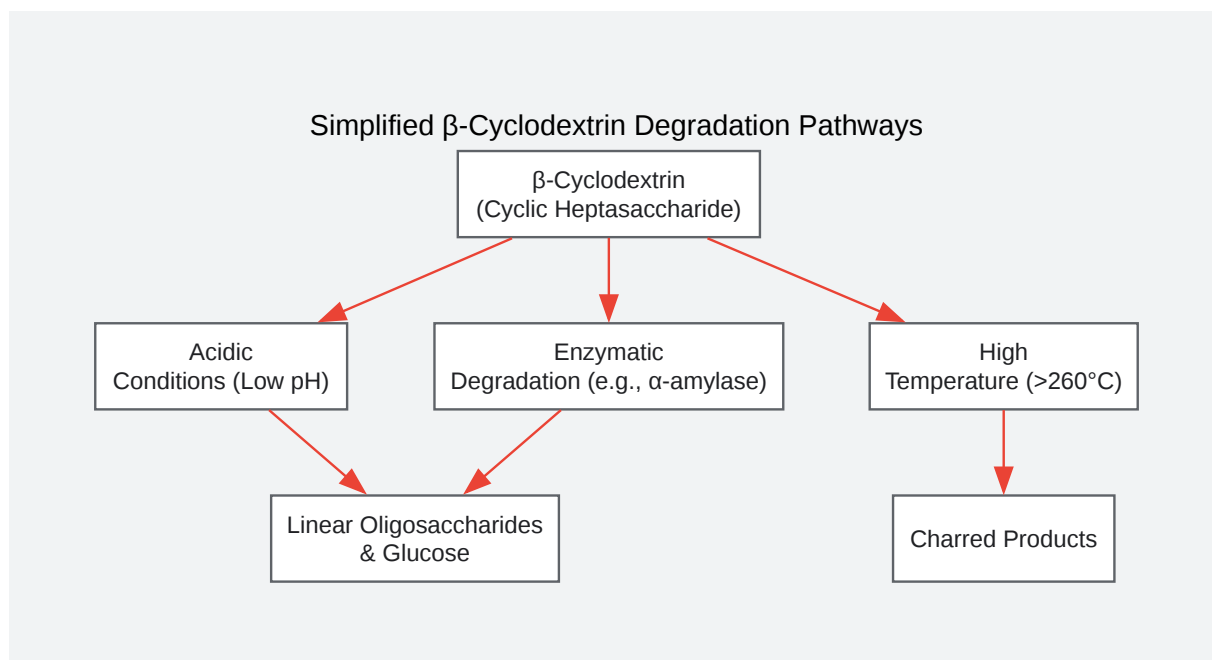 Simplified β-Cyclodextrin Degradation Pathways
β-Cyclodextrin
(Cyclic Heptasaccharide)
Acidic
Conditions (Low pH)
Enzymatic
Degradation (e.g., α-amylase)
High
Temperature (>260°C)
Linear Oligosaccharides
& Glucose
Charred Products